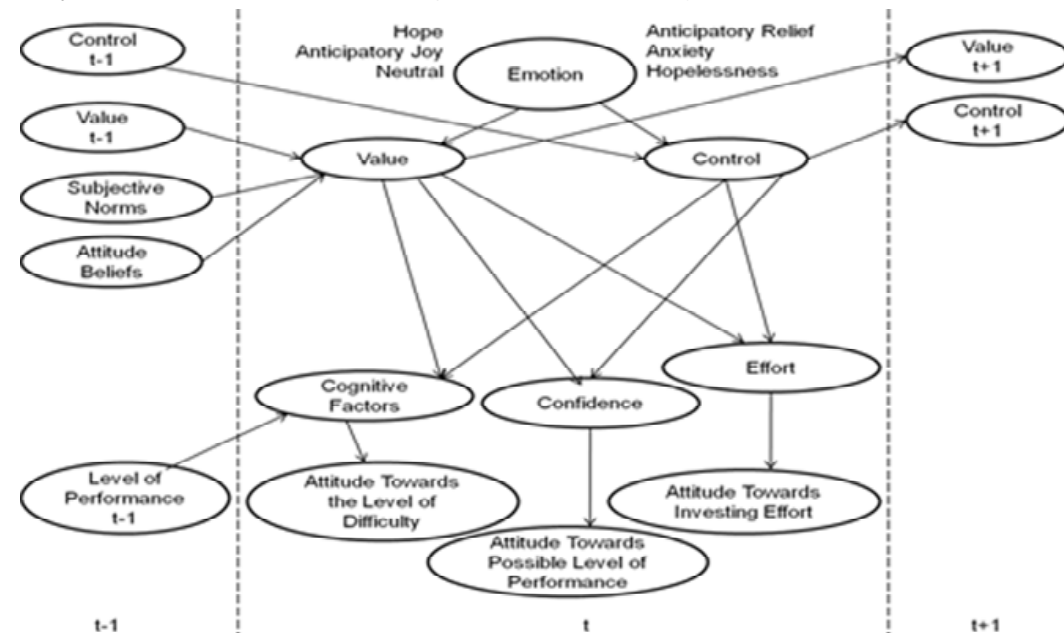 Control
t-1
Value
t-1
Subjective
Norms
Attitude
Beliefs
Level of
Performance
t-1
t-1
Hope
Anticipatory Joy
Neutral
Emotion
Anticipatory Relief
Anxiety
Hopelessness
Value
Control
Cognitive
Factors
Confidence
Effort
Attitude Towards
the Level of
Difficulty
Attitude Towards
Possible Level of
Performance
Attitude Towards
Investing Effort
t
Value
t+1
Control
t+1
t+1